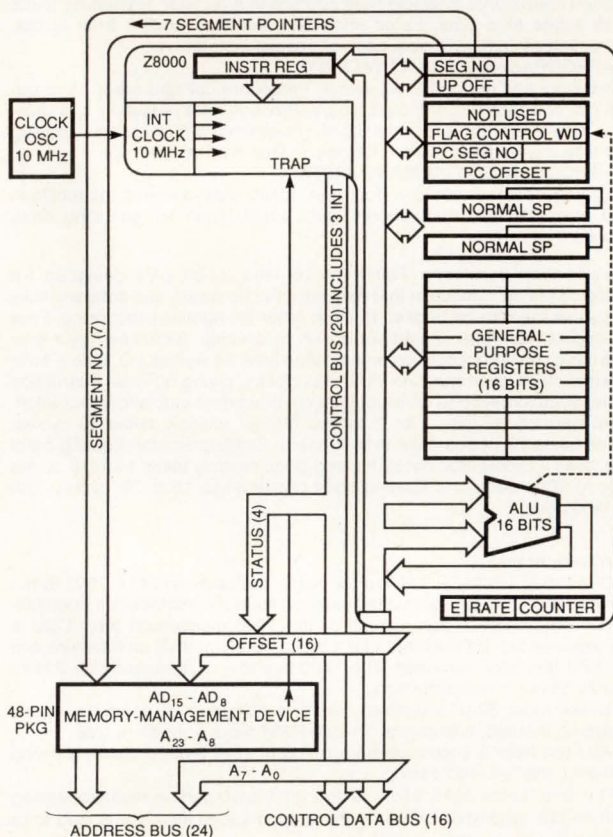 7 SEGMENT POINTERS
Z8000
INSTR REG
SEG NO
UP OFF
CLOCK
OSC
10 MHz
INT
CLOCK
10 MHz
TRAP
NOT USED
FLAG CONTROL WD
PC SEG NO
PC OFFSET
NORMAL SP
NORMAL SP
SEGMENT NO. (7)
CONTROL BUS (20) INCLUDES 3 INT
GENERAL-
PURPOSE
REGISTERS
(16 BITS)
ALU
16 BITS
STATUS (4)
E RATE COUNTER
OFFSET (16)
48-PIN
PKG
AD15 - AD8
MEMORY-MANAGEMENT DEVICE
A23 - A8
A7 - A0
ADDRESS BUS (24)
CONTROL DATA BUS (16)